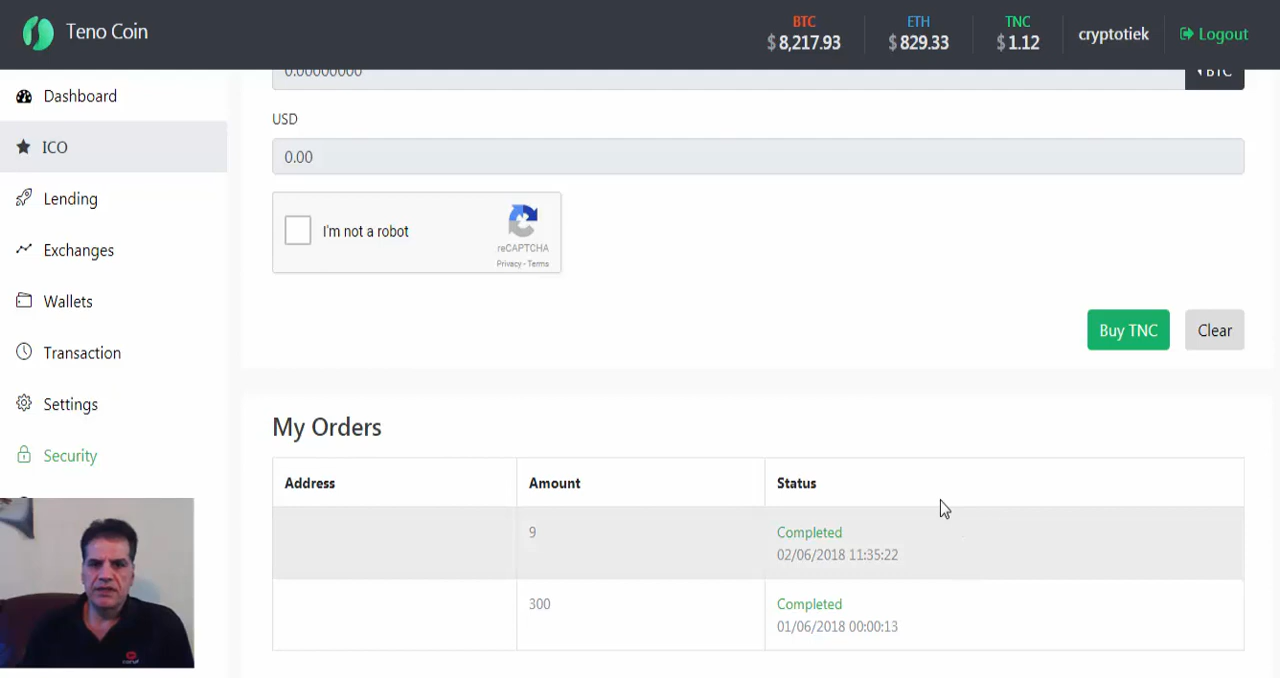 Teno Coin
BTC
$ 8,217.93
ETH
$ 829.33
TNC
$ 1.12
cryptotiek
Logout
Dashboard
ICO
Lending
Exchanges
Wallets
Transaction
Settings
Security
0.00000000
BTC
USD
0.00
I'm not a robot
reCAPTCHA
Privacy - Terms
Buy TNC
Clear
My Orders
Address Amount Status
9 Completed
02/06/2018 11:35:22
300 Completed
01/06/2018 00:00:13